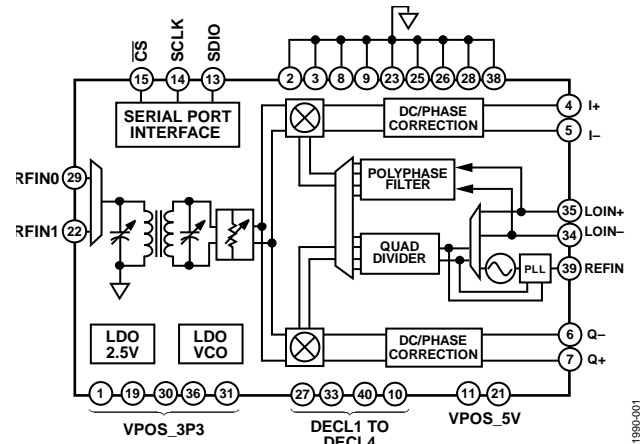 CS SCLK SDIO
15 14 13 2 3 8 9 23 25 26 28 38
SERIAL PORT
INTERFACE
DC/PHASE
CORRECTION
4 I+
5 I–
RFIN0 29
RFIN1 22
POLYPHASE
FILTER
35 LOIN+
34 LOIN–
QUAD
DIVIDER
PLL
39 REFIN
LDO
2.5V
LDO
VCO
DC/PHASE
CORRECTION
6 Q–
7 Q+
1 19 30 36 31 27 33 40 10 11 21
VPOS_3P3
DECL1 TO
DECL4
VPOS_5V
1990-001